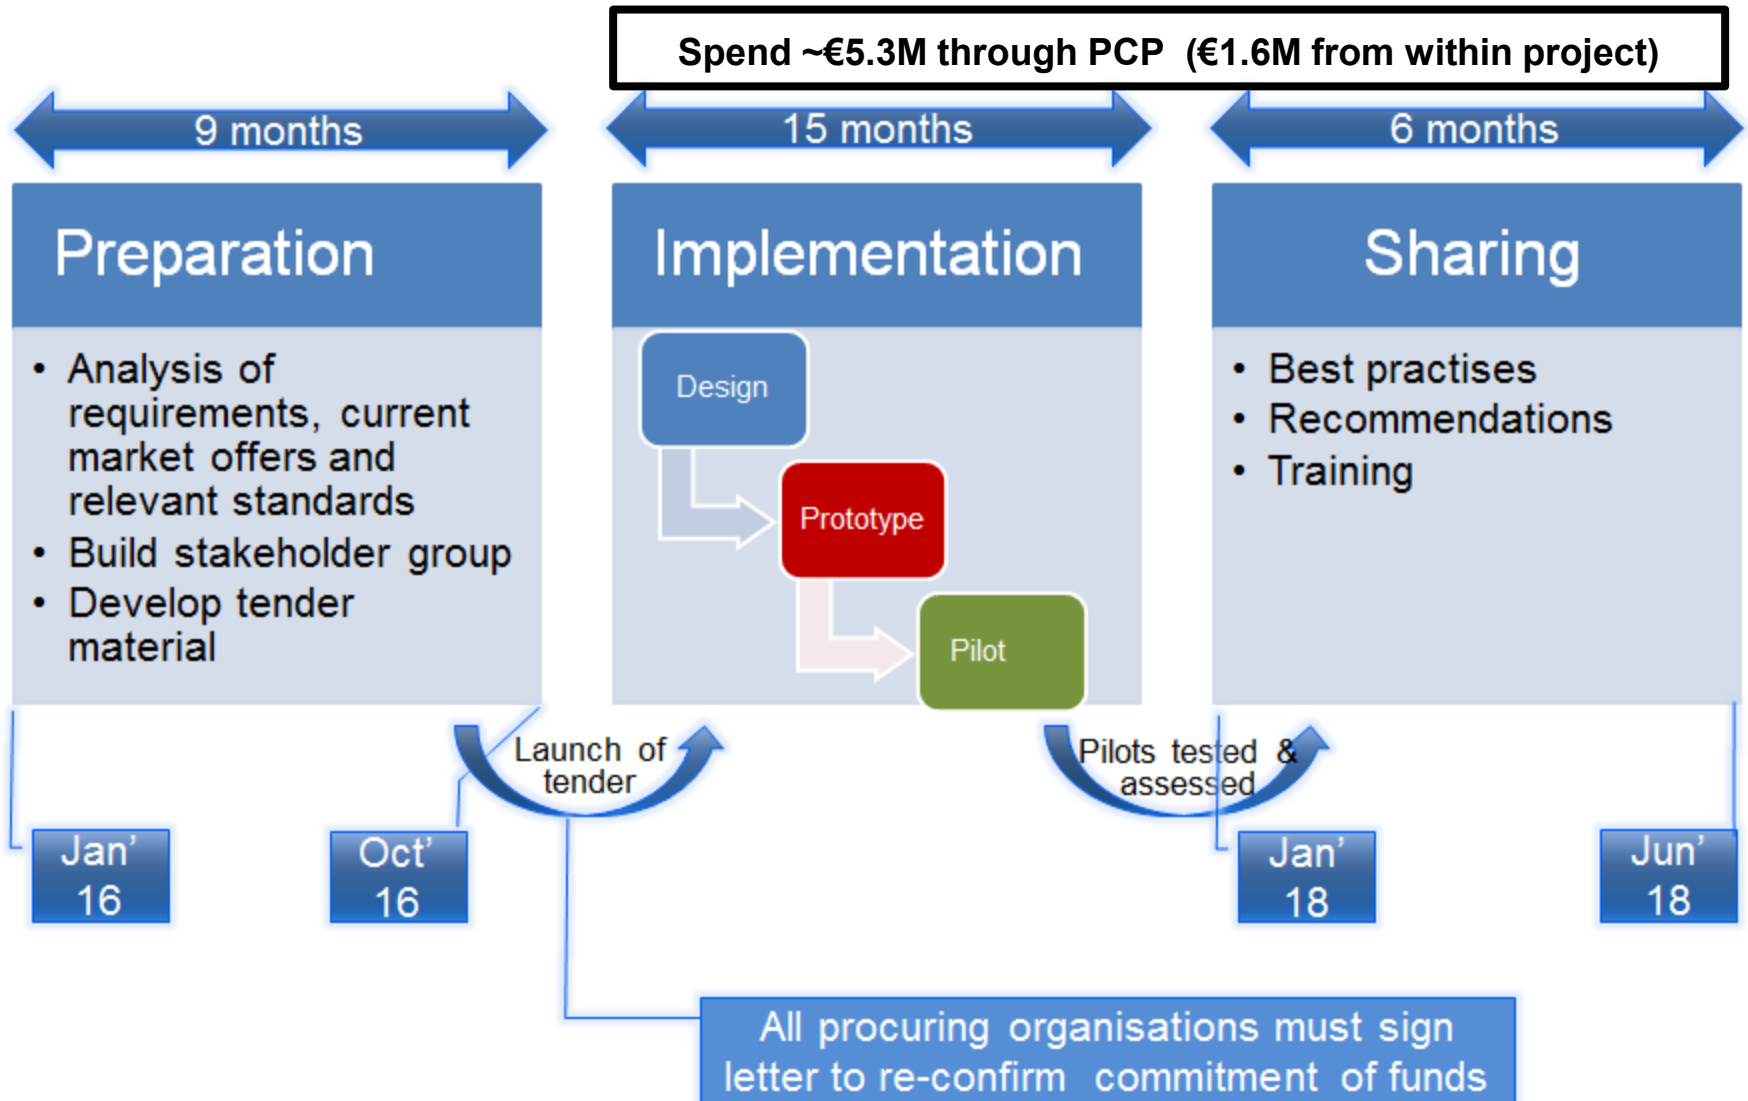 Spend ~€5.3M through PCP (€1.6M from within project)
9 months
15 months
6 months
Preparation
Implementation
Sharing
• Analysis of
requirements, current
market offers and
relevant standards
• Build stakeholder group
• Develop tender
material
Design
Prototype
Pilot
• Best practises
• Recommendations
• Training
Launch of
tender
Pilots tested &
assessed
Jan’
16
Oct’
16
Jan’
18
Jun’
18
All procuring organisations must sign
letter to re-confirm commitment of funds